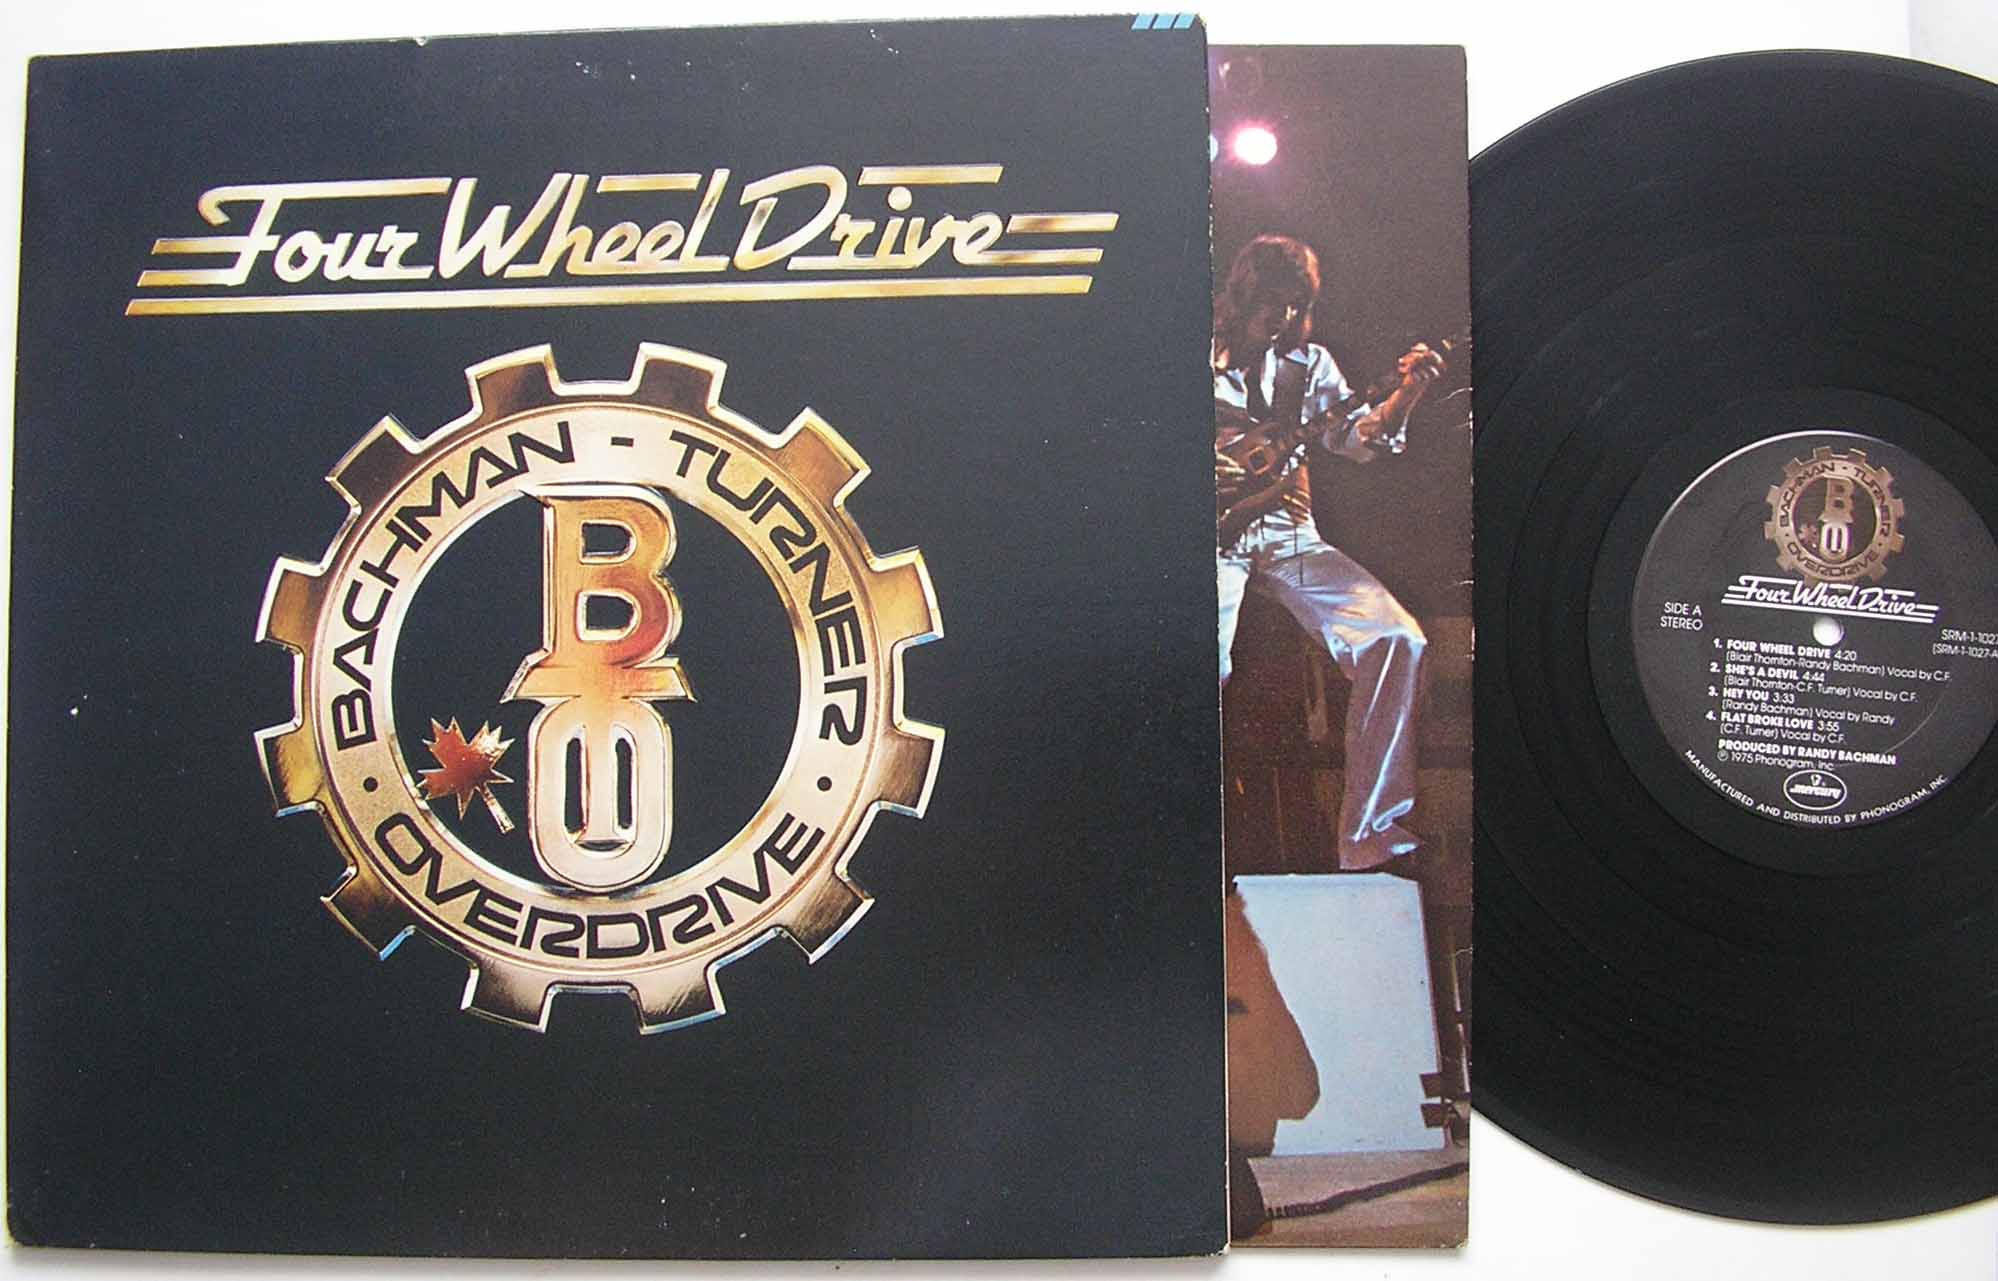 Four Wheel Drive
BACHMAN - TURNER
· OVERDRIVE ·
BTO
BACHMAN - TURNER
· OVERDRIVE ·
BTO
Four Wheel Drive
SIDE A
STEREO
SRM-1-1027
(SRM-1-1027-A
1. FOUR WHEEL DRIVE 4:20
(Blair Thornton-Randy Bachman) Vocal by C.F.
2. SHE'S A DEVIL 4:44
(Blair Thornton-C.F. Turner) Vocal by C.F.
3. HEY YOU 3:33
(Randy Bachman) Vocal by Randy
4. FLAT BROKE LOVE 3:55
(C.F. Turner) Vocal by C.F.
PRODUCED BY RANDY BACHMAN
℗ 1975 Phonogram, Inc.
mercury
MANUFACTURED AND DISTRIBUTED BY PHONOGRAM, INC.